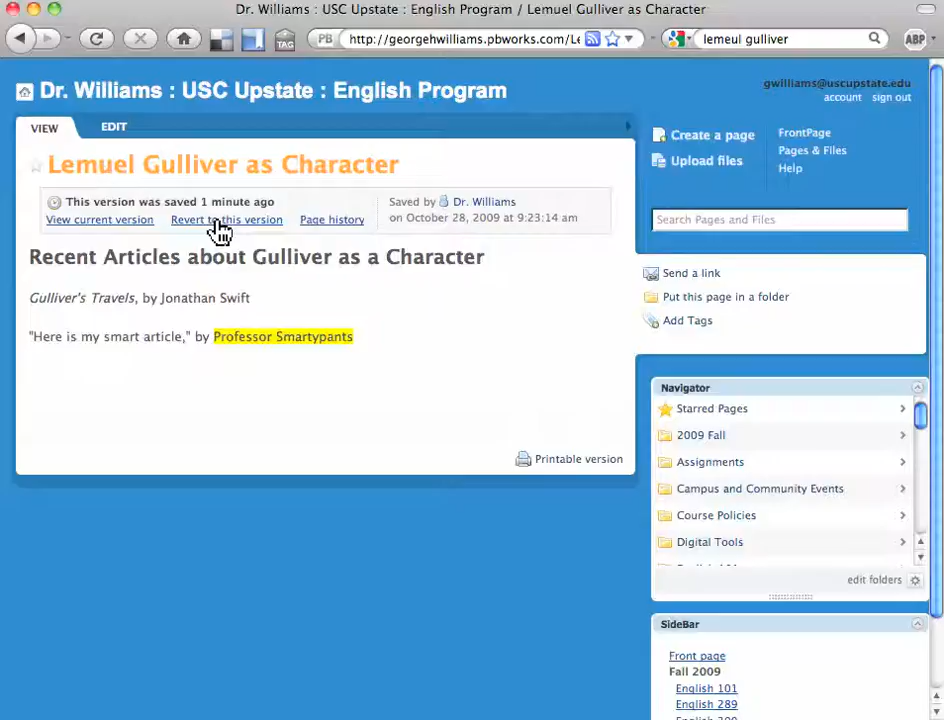 Dr. Williams : USC Upstate : English Program / Lemuel Gulliver as Character
TAG
PB http://georgehwilliams.pbworks.com/Le
lemeul gulliver
ABP
Dr. Williams : USC Upstate : English Program
gwilliams@uscupstate.edu
account sign out
VIEW EDIT
Create a page
Upload files
FrontPage
Pages & Files
Help
Search Pages and Files
Lemuel Gulliver as Character
This version was saved 1 minute ago
View current version Revert to this version Page history
Saved by Dr. Williams
on October 28, 2009 at 9:23:14 am
Recent Articles about Gulliver as a Character
Gulliver's Travels, by Jonathan Swift
"Here is my smart article," by Professor Smartypants
Printable version
Send a link
Put this page in a folder
Add Tags
Navigator
Starred Pages
2009 Fall
Assignments
Campus and Community Events
Course Policies
Digital Tools
edit folders
SideBar
Front page
Fall 2009
English 101
English 289